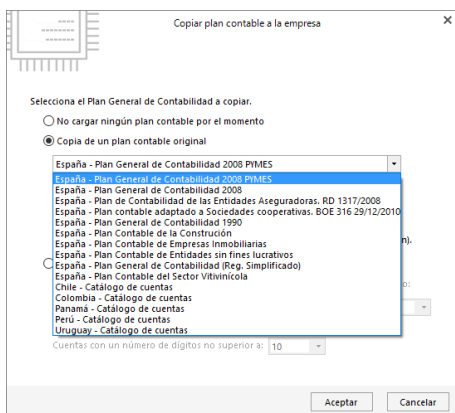 Copiar plan contable a la empresa
Selecciona el Plan General de Contabilidad a copiar.
No cargar ningún plan contable por el momento
Copia de un plan contable original
España - Plan General de Contabilidad 2008 PYMES
España - Plan General de Contabilidad 2008 PYMES
España - Plan General de Contabilidad 2008
España - Plan de Contabilidad de las Entidades Aseguradoras. RD 1317/2008
España - Plan contable adaptado a Sociedades cooperativas. BOE 316 29/12/2010
España - Plan General de Contabilidad 1990
España - Plan Contable de la Construción
España - Plan Contable de Empresas Inmobiliarias
España - Plan Contable de Entidades sin fines lucrativos
España - Plan General de Contabilidad (Reg. Simplificado)
España - Plan Contable del Sector Vitivinícola
Chile - Catálogo de cuentas
Colombia - Catálogo de cuentas
Panamá - Catálogo de cuentas
Perú - Catálogo de cuentas
Uruguay - Catálogo de cuentas
Cuentas con un número de dígitos no superior a: 10
Aceptar Cancelar